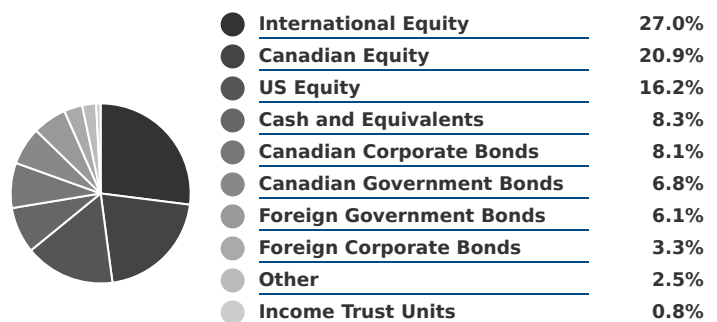 International Equity 27.0%
Canadian Equity 20.9%
US Equity 16.2%
Cash and Equivalents 8.3%
Canadian Corporate Bonds 8.1%
Canadian Government Bonds 6.8%
Foreign Government Bonds 6.1%
Foreign Corporate Bonds 3.3%
Other 2.5%
Income Trust Units 0.8%